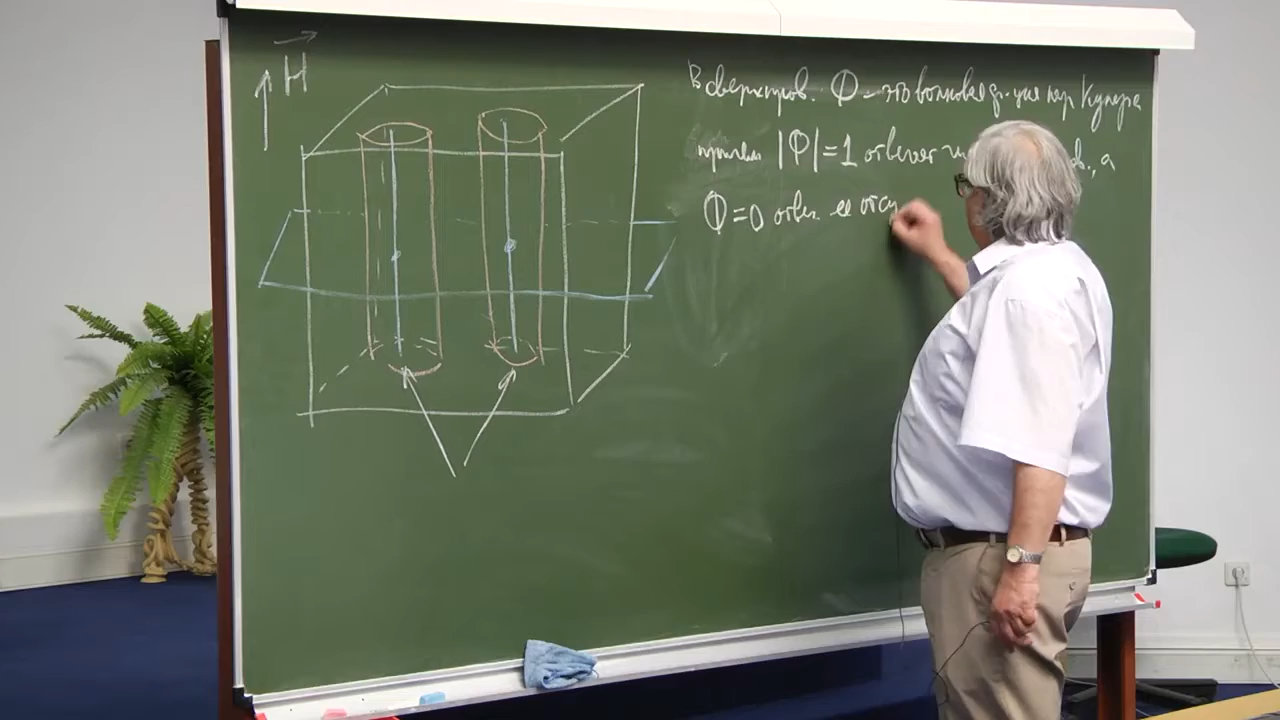 H
В сверхпров. Φ – это волновая ф-ция пар Купера
причем |Φ| = 1 отвечает
Φ = 0 отвеч. ее отсу